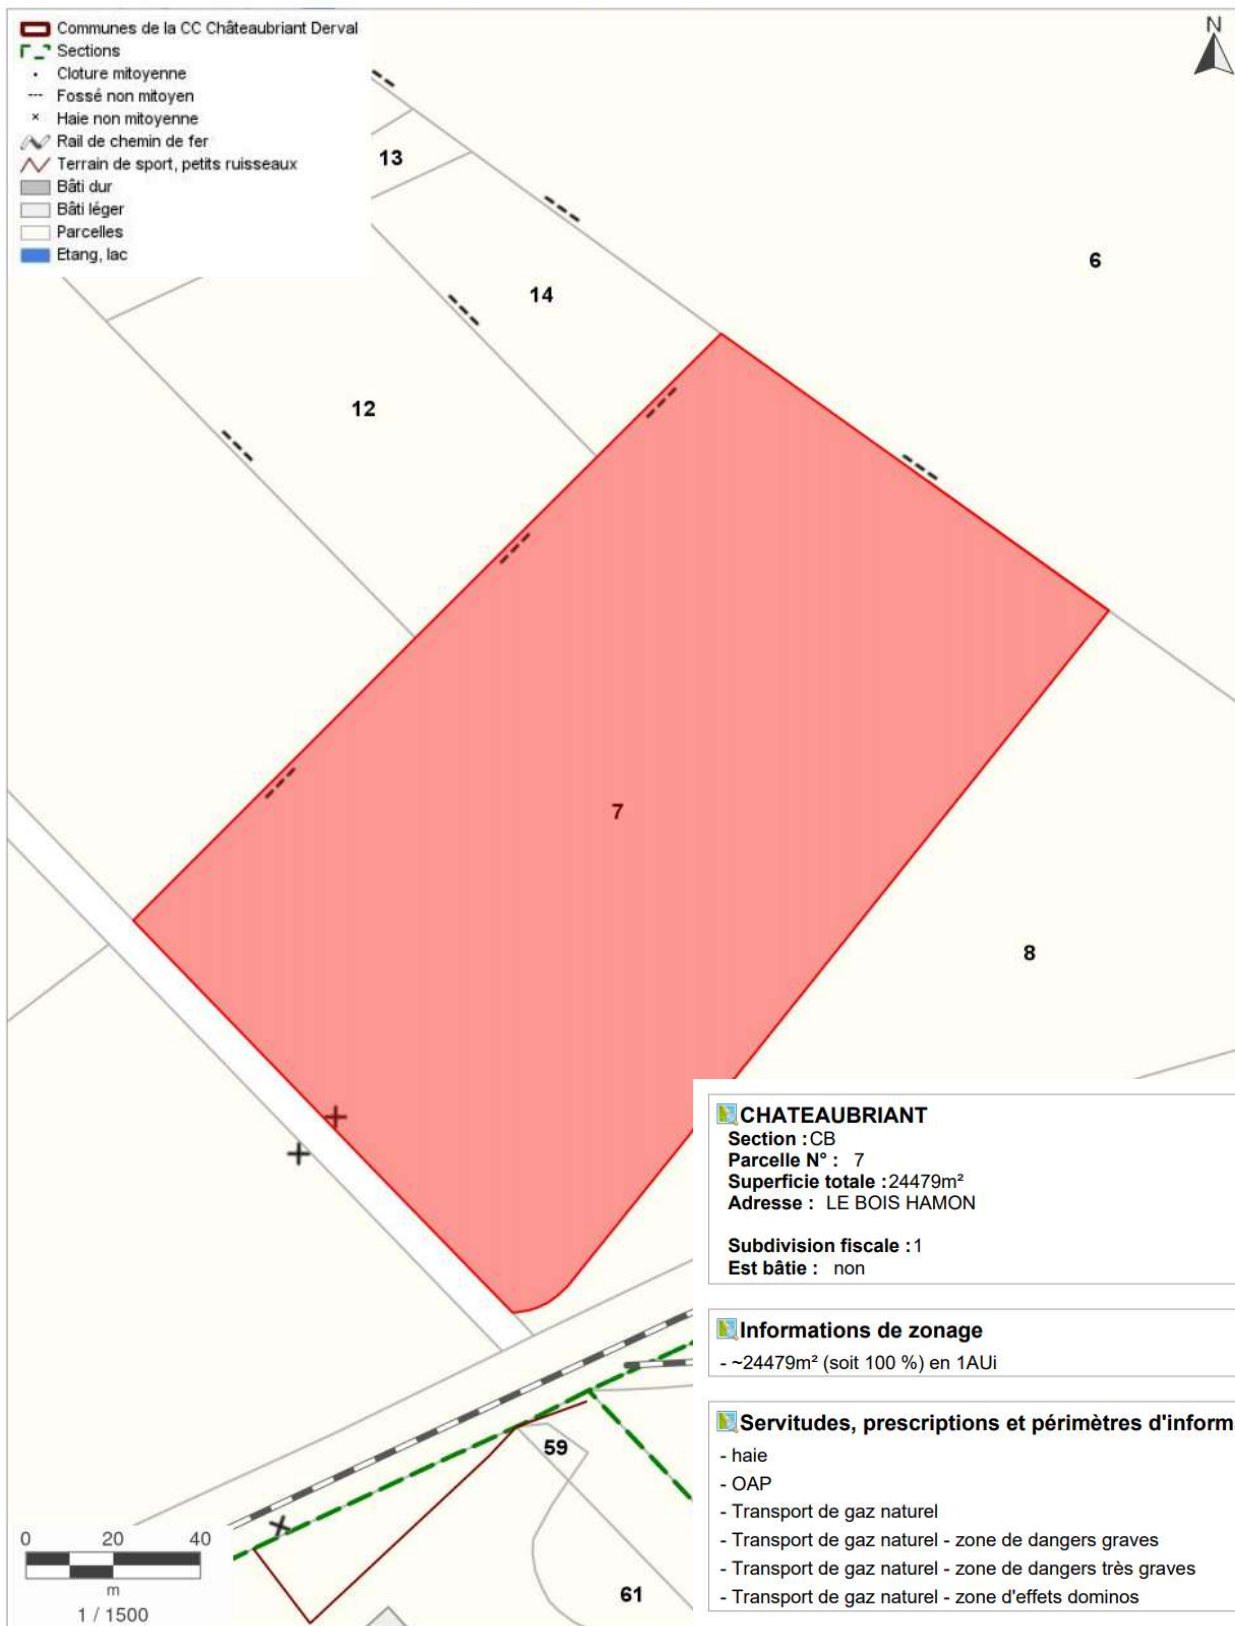 Communes de la CC Châteaubriant Derval
Sections
Cloture mitoyenne
Fossé non mitoyen
Haie non mitoyenne
Rail de chemin de fer
Terrain de sport, petits ruisseaux
Bâti dur
Bâti léger
Parcelles
Etang, lac
N
13
6
14
12
7
8
59
61
0 20 40
m
1 / 1500
CHATEAUBRIANT
Section : CB
Parcelle N° : 7
Superficie totale : 24479m²
Adresse : LE BOIS HAMON
Subdivision fiscale : 1
Est bâtie : non
Informations de zonage
- ~24479m² (soit 100 %) en 1AUi
Servitudes, prescriptions et périmètres d'inform
- haie
- OAP
- Transport de gaz naturel
- Transport de gaz naturel - zone de dangers graves
- Transport de gaz naturel - zone de dangers très graves
- Transport de gaz naturel - zone d'effets dominos